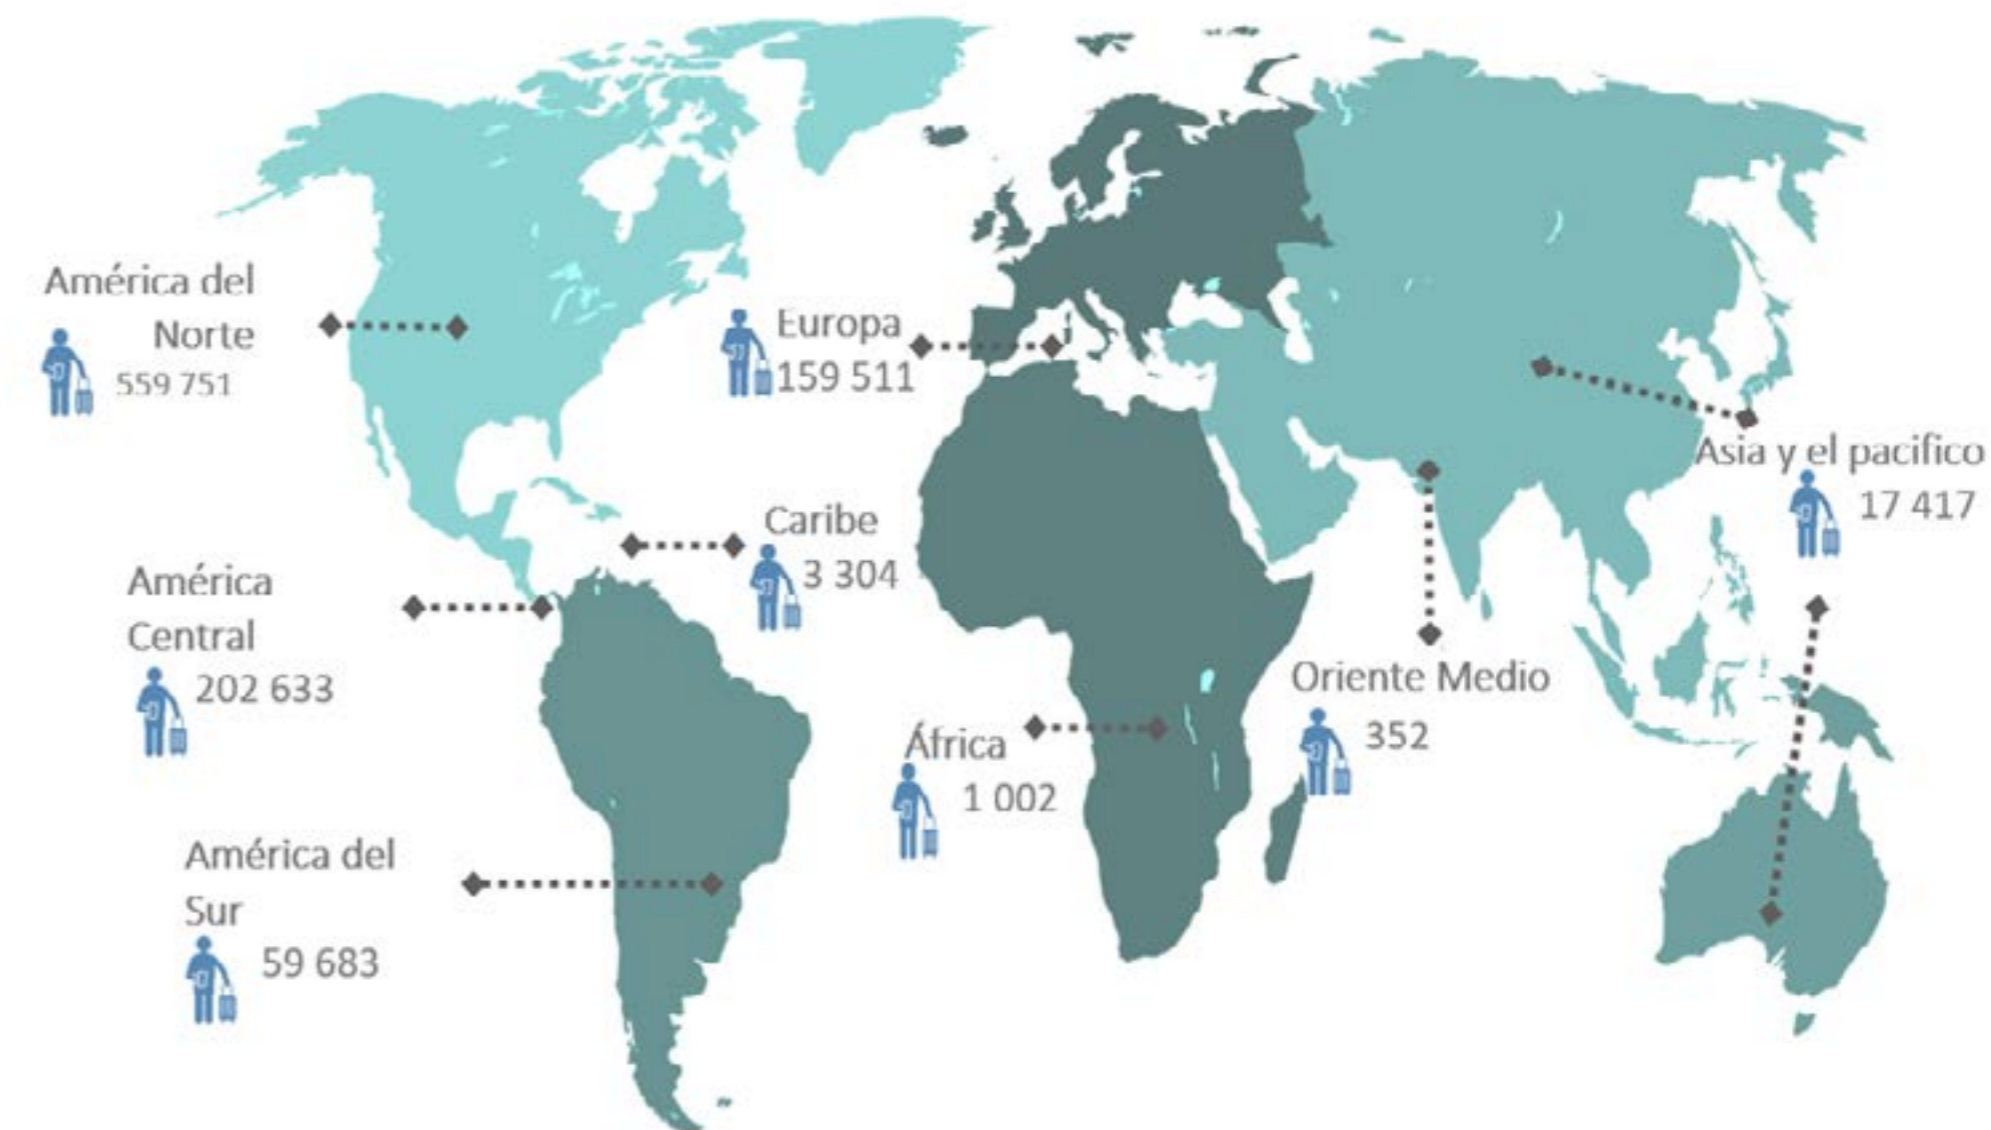 América del
Norte
559 751
Europa
159 511
Asia y el pacifico
17 417
Caribe
3 304
América
Central
202 633
Oriente Medio
352
África
1 002
América del
Sur
59 683